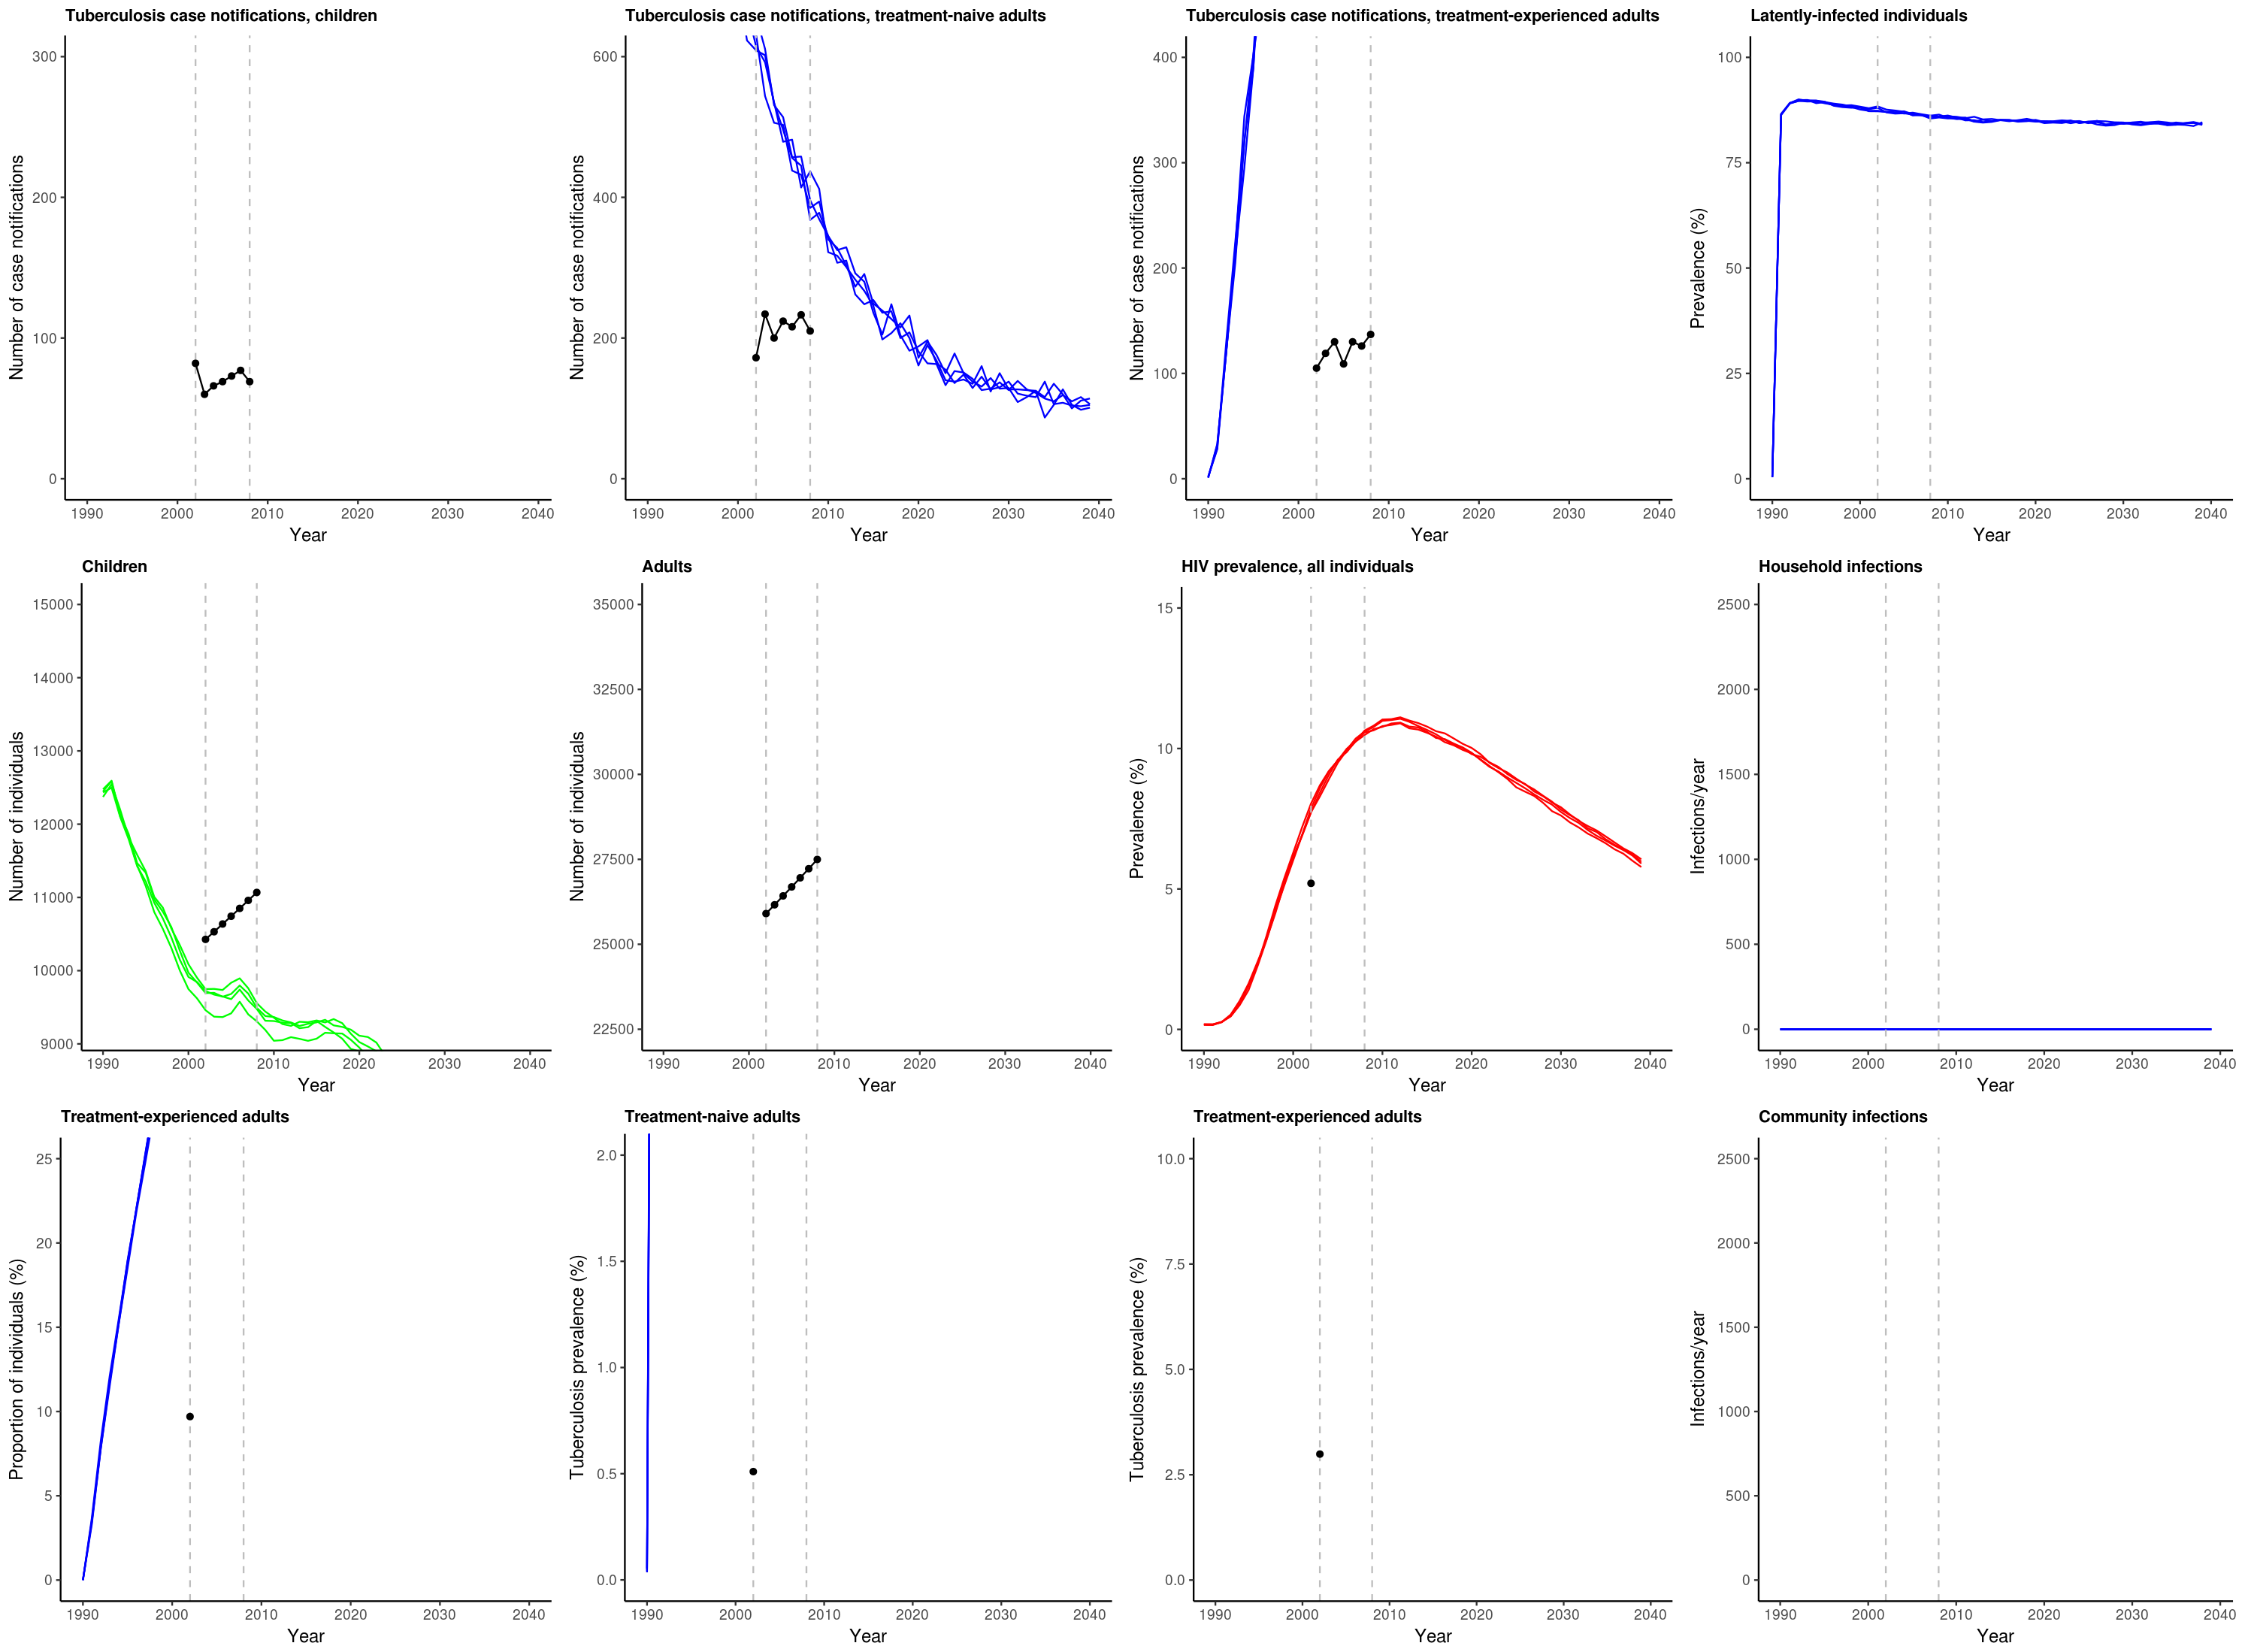 Tuberculosis case notifications, children
Number of case notifications
300
200
100
0
1990 2000 2010 2020 2030 2040
Year
Tuberculosis case notifications, treatment-naive adults
Number of case notifications
600
400
200
0
1990 2000 2010 2020 2030 2040
Year
Tuberculosis case notifications, treatment-experienced adults
Number of case notifications
400
300
200
100
0
1990 2000 2010 2020 2030 2040
Year
Latently-infected individuals
Prevalence (%)
100
75
50
25
0
1990 2000 2010 2020 2030 2040
Year
Children
Number of individuals
15000
14000
13000
12000
11000
10000
9000
1990 2000 2010 2020 2030 2040
Year
Adults
Number of individuals
35000
32500
30000
27500
25000
22500
1990 2000 2010 2020 2030 2040
Year
HIV prevalence, all individuals
Prevalence (%)
15
10
5
0
1990 2000 2010 2020 2030 2040
Year
Household infections
Infections/year
2500
2000
1500
1000
500
0
1990 2000 2010 2020 2030 2040
Year
Treatment-experienced adults
Proportion of individuals (%)
25
20
15
10
5
0
1990 2000 2010 2020 2030 2040
Year
Treatment-naive adults
Tuberculosis prevalence (%)
2.0
1.5
1.0
0.5
0.0
1990 2000 2010 2020 2030 2040
Year
Treatment-experienced adults
Tuberculosis prevalence (%)
10.0
7.5
5.0
2.5
0.0
1990 2000 2010 2020 2030 2040
Year
Community infections
Infections/year
2500
2000
1500
1000
500
0
1990 2000 2010 2020 2030 2040
Year